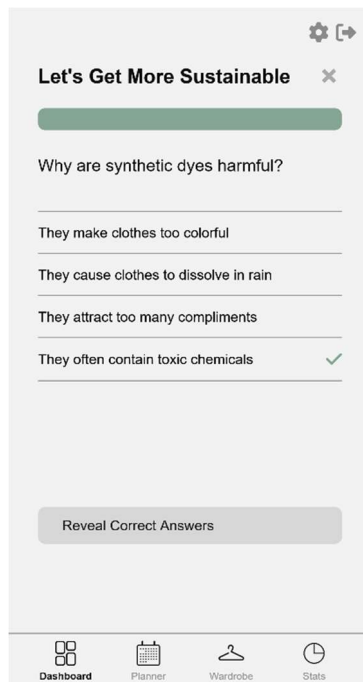 Let's Get More Sustainable
Why are synthetic dyes harmful?
They make clothes too colorful
They cause clothes to dissolve in rain
They attract too many compliments
They often contain toxic chemicals
Reveal Correct Answers
Dashboard Planner Wardrobe Stats